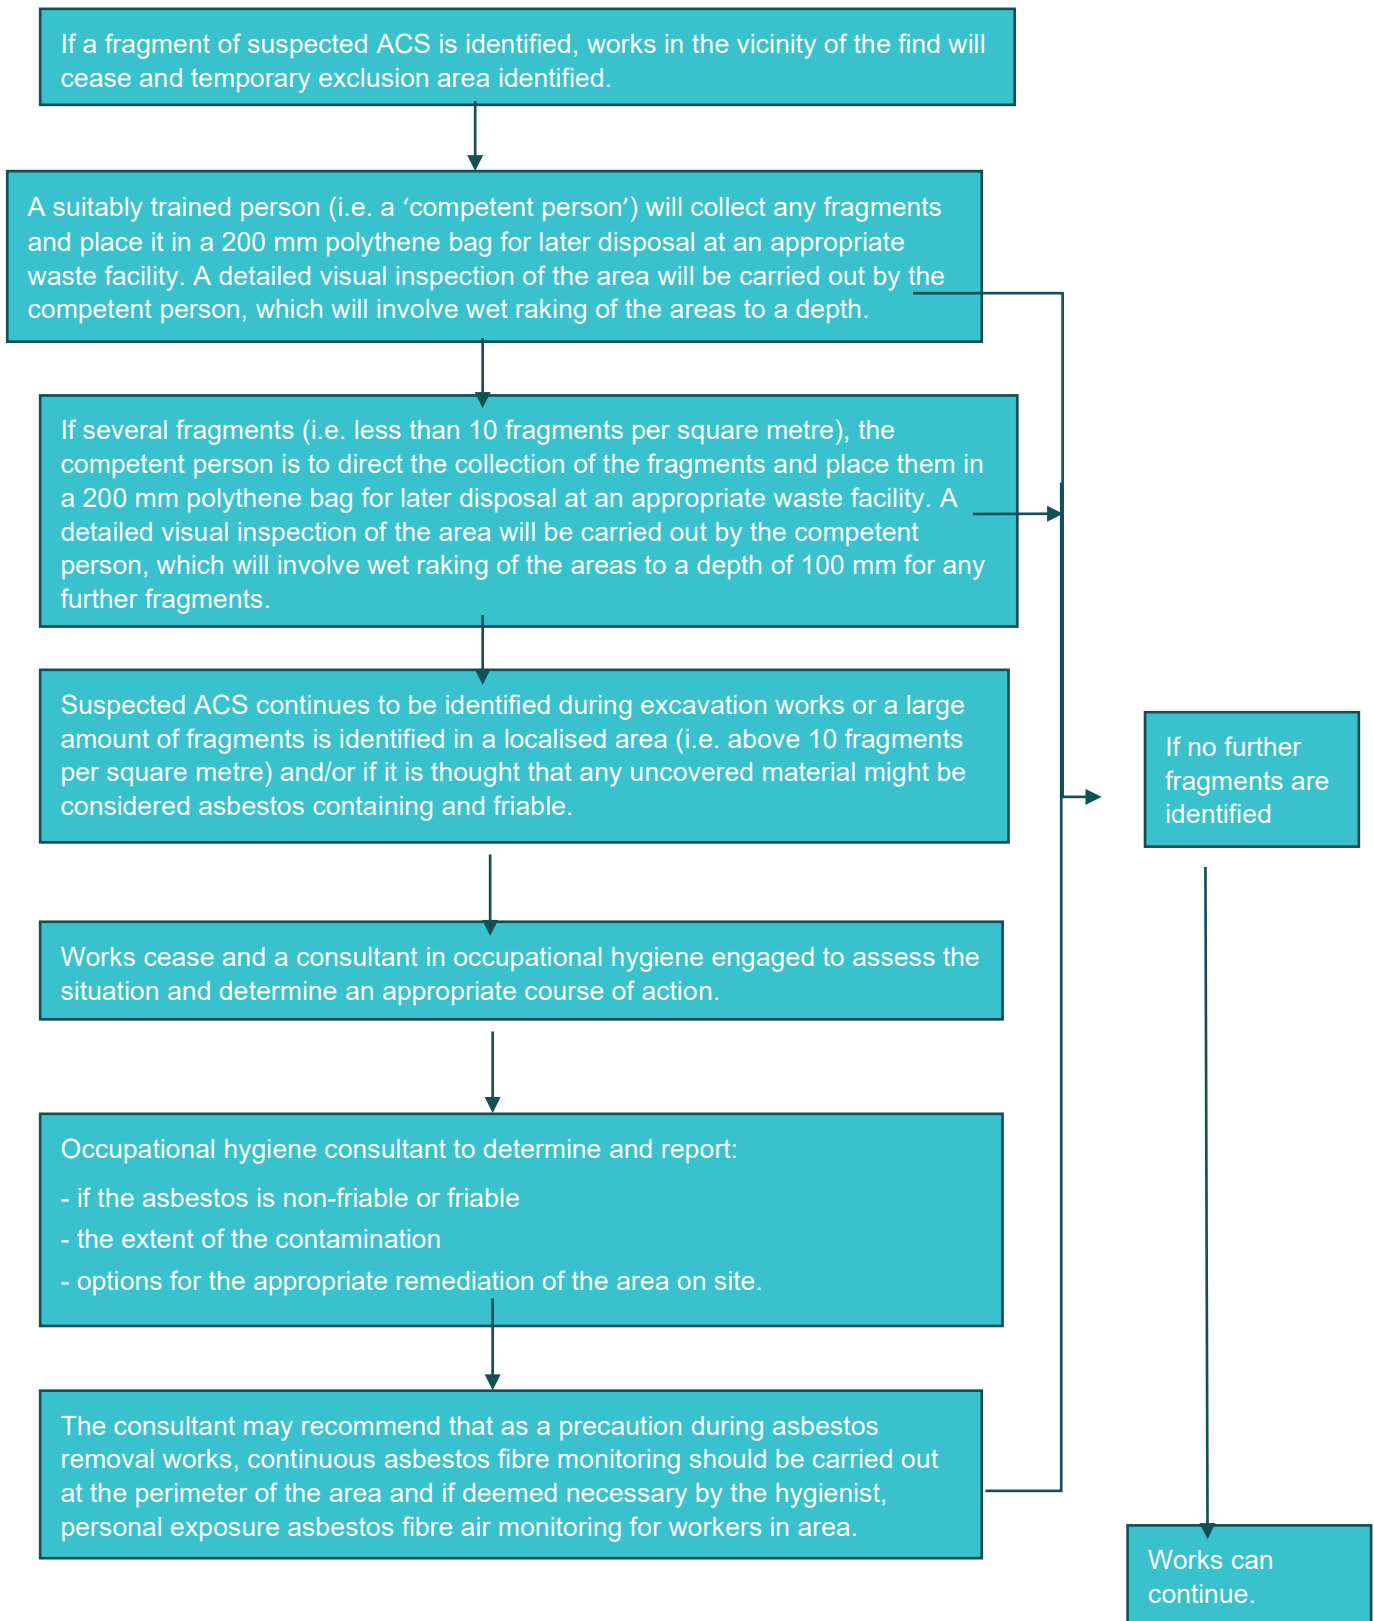 If a fragment of suspected ACS is identified, works in the vicinity of the find will
cease and temporary exclusion area identified.
A suitably trained person (i.e. a ‘competent person’) will collect any fragments
and place it in a 200 mm polythene bag for later disposal at an appropriate
waste facility. A detailed visual inspection of the area will be carried out by the
competent person, which will involve wet raking of the areas to a depth.
If several fragments (i.e. less than 10 fragments per square metre), the
competent person is to direct the collection of the fragments and place them in
a 200 mm polythene bag for later disposal at an appropriate waste facility. A
detailed visual inspection of the area will be carried out by the competent
person, which will involve wet raking of the areas to a depth of 100 mm for any
further fragments.
Suspected ACS continues to be identified during excavation works or a large
amount of fragments is identified in a localised area (i.e. above 10 fragments
per square metre) and/or if it is thought that any uncovered material might be
considered asbestos containing and friable.
If no further
fragments are
identified
Works cease and a consultant in occupational hygiene engaged to assess the
situation and determine an appropriate course of action.
Occupational hygiene consultant to determine and report:
- if the asbestos is non-friable or friable
- the extent of the contamination
- options for the appropriate remediation of the area on site.
The consultant may recommend that as a precaution during asbestos
removal works, continuous asbestos fibre monitoring should be carried out
at the perimeter of the area and if deemed necessary by the hygienist,
personal exposure asbestos fibre air monitoring for workers in area.
Works can
continue.